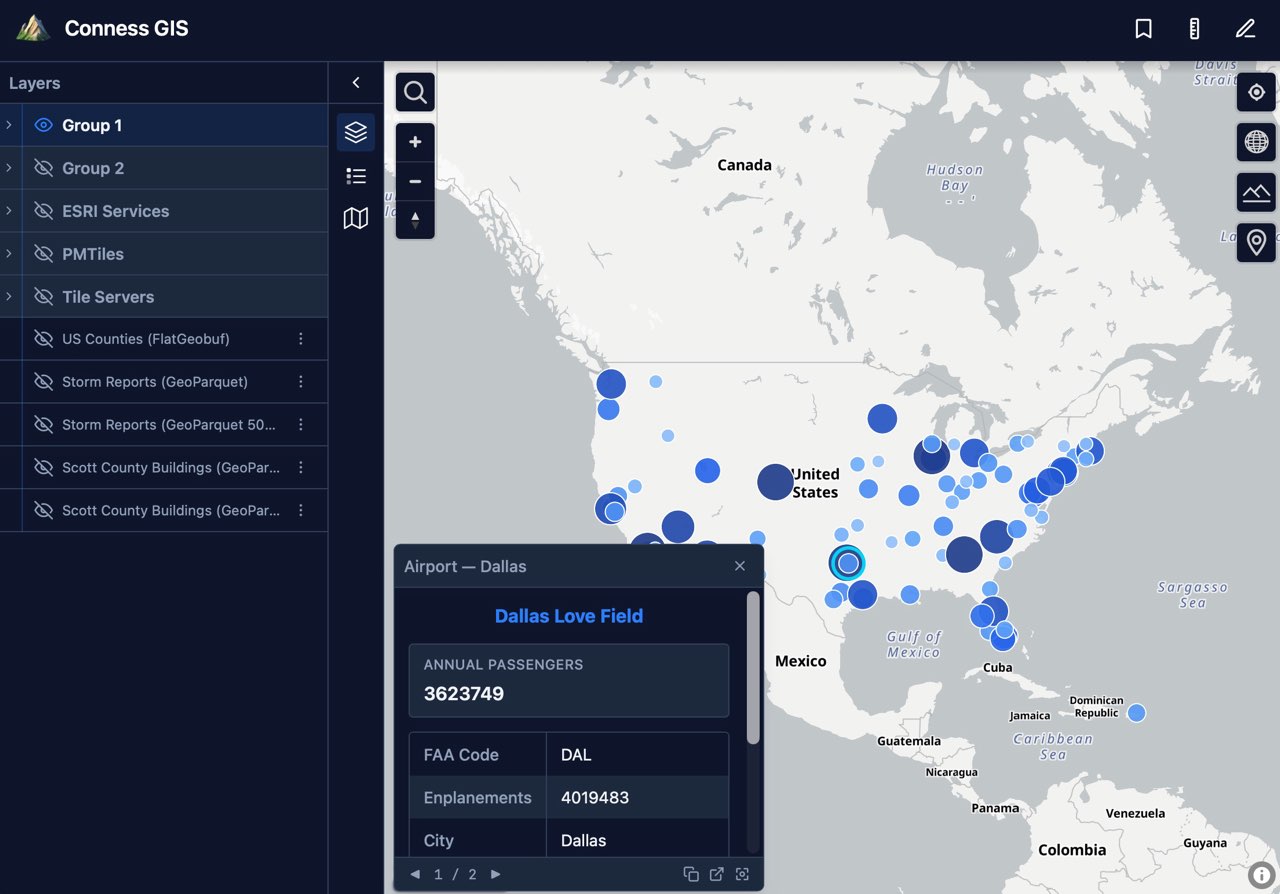 Conness GIS
Layers
Group 1
Group 2
ESRI Services
PMTiles
Tile Servers
US Counties (FlatGeobuf)
Storm Reports (GeoParquet)
Storm Reports (GeoParquet 50...
Scott County Buildings (GeoPar...
Scott County Buildings (GeoPar...
Davis
Strait
Canada
Hudson
Bay
United
States
Sargasso
Sea
Gulf of
Mexico
Mexico
Cuba
Dominican
Republic
Jamaica
Caribbean
Sea
Guatemala
Nicaragua
Panama
Venezuela
Guyana
Colombia
Airport — Dallas
Dallas Love Field
ANNUAL PASSENGERS
3623749
FAA Code DAL
Enplanements 4019483
City Dallas
1 / 2